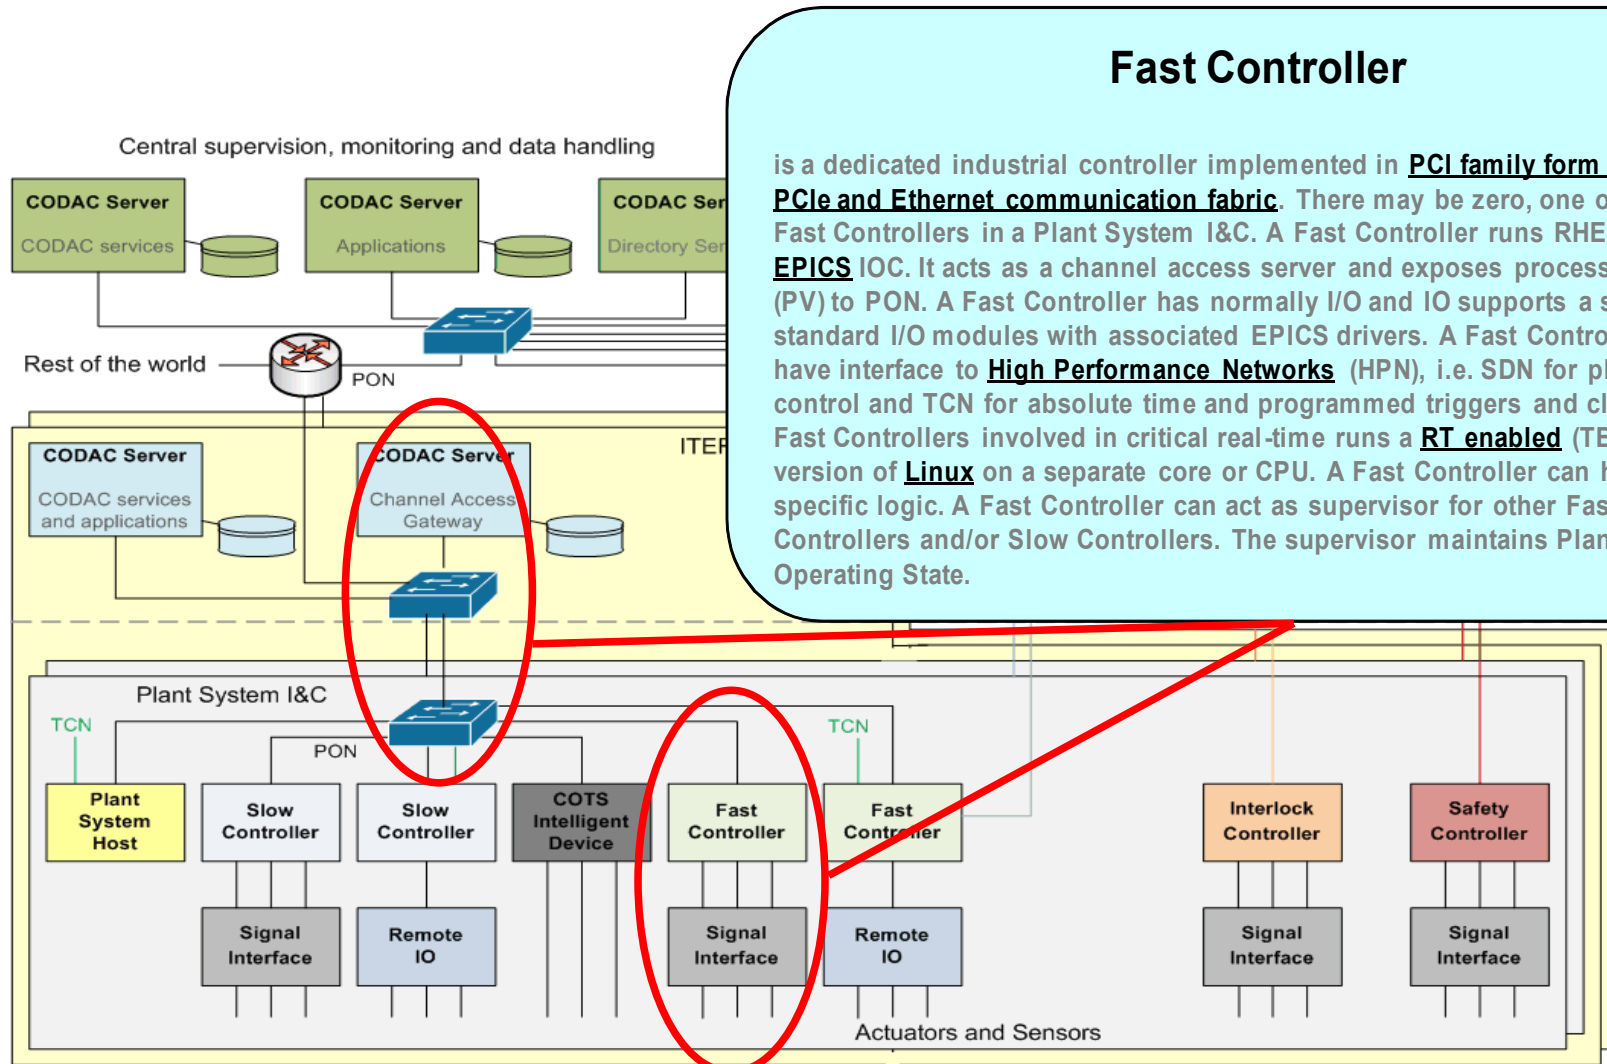 Fast Controller
is a dedicated industrial controller implemented in PCI family form
PCIe and Ethernet communication fabric. There may be zero, one
Fast Controllers in a Plant System I&C. A Fast Controller runs RHE
EPICS IOC. It acts as a channel access server and exposes process
(PV) to PON. A Fast Controller has normally I/O and IO supports a
standard I/O modules with associated EPICS drivers. A Fast
have interface to High Performance Networks (HPN), i.e. SDN for
control and TCN for absolute time and programmed triggers and
Fast Controllers involved in critical real-time runs a RT enabled
version of Linux on a separate core or CPU. A Fast Controller can
specific logic. A Fast Controller can act as supervisor for other
Controllers and/or Slow Controllers. The supervisor maintains
Operating State.
Central supervision, monitoring and data handling
CODAC Server
CODAC services
CODAC Server
Applications
CODAC Ser
Directory Ser
Rest of the world
PON
ITER
CODAC Server
CODAC services
and applications
CODAC Server
Channel Access
Gateway
Plant System I&C
TCN
PON
TCN
Plant
System
Host
Slow
Controller
Slow
Controller
COTS
Intelligent
Device
Fast
Controller
Fast
Controller
Interlock
Controller
Safety
Controller
Signal
Interface
Remote
IO
Signal
Interface
Remote
IO
Signal
Interface
Signal
Interface
Actuators and Sensors